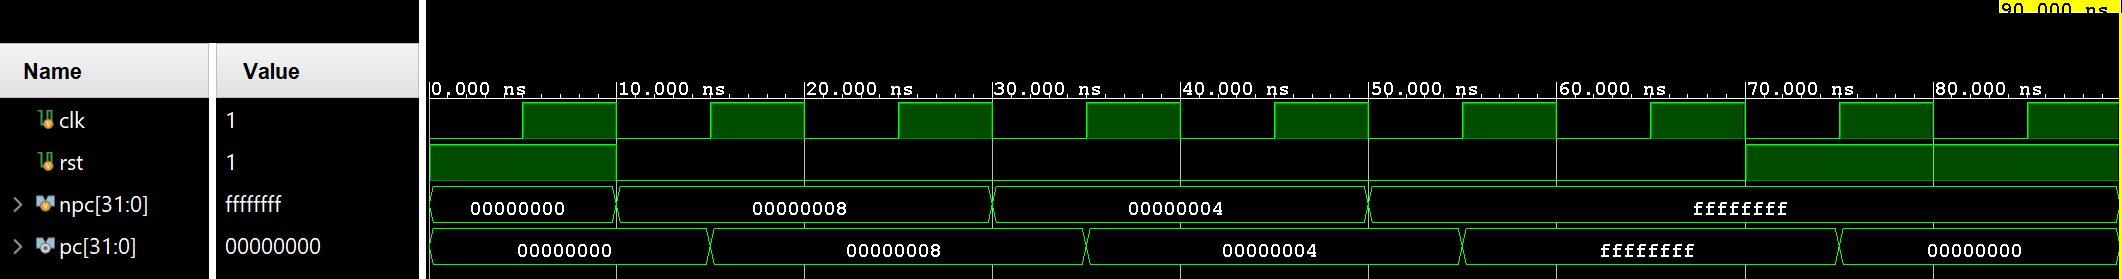 90.000 ns
Name Value
0.000 ns 10.000 ns 20.000 ns 30.000 ns 40.000 ns 50.000 ns 60.000 ns 70.000 ns 80.000 ns
clk 1
rst 1
npc[31:0] ffffffff 00000000 00000008 00000004 ffffffff
pc[31:0] 00000000 00000000 00000008 00000004 ffffffff 00000000